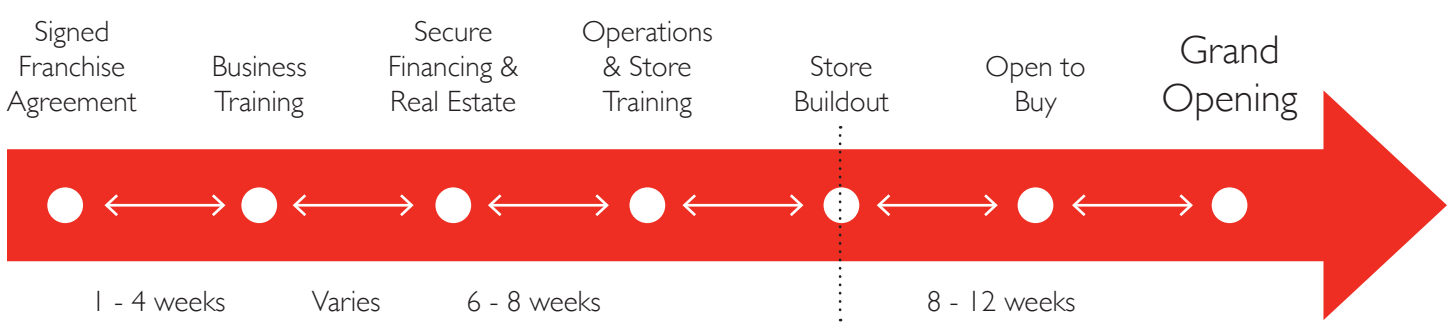 Signed
Franchise
Agreement
Business
Training
Secure
Financing &
Real Estate
Operations
& Store
Training
Store
Buildout
Open to
Buy
Grand
Opening
1 - 4 weeks
Varies
6 - 8 weeks
8 - 12 weeks